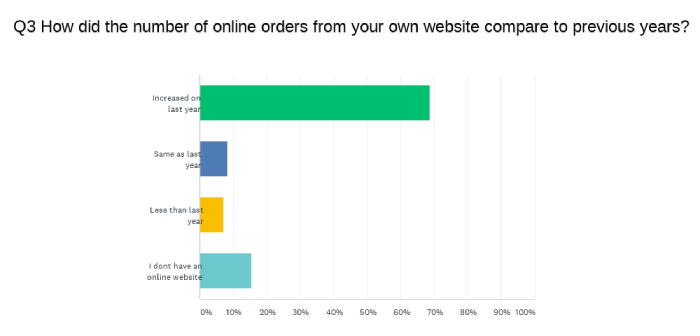 Q3 How did the number of online orders from your own website compare to previous years?
Increased on
last year
Same as last
year
Less than last
year
I dont have an
online website
0% 10% 20% 30% 40% 50% 60% 70% 80% 90% 100%